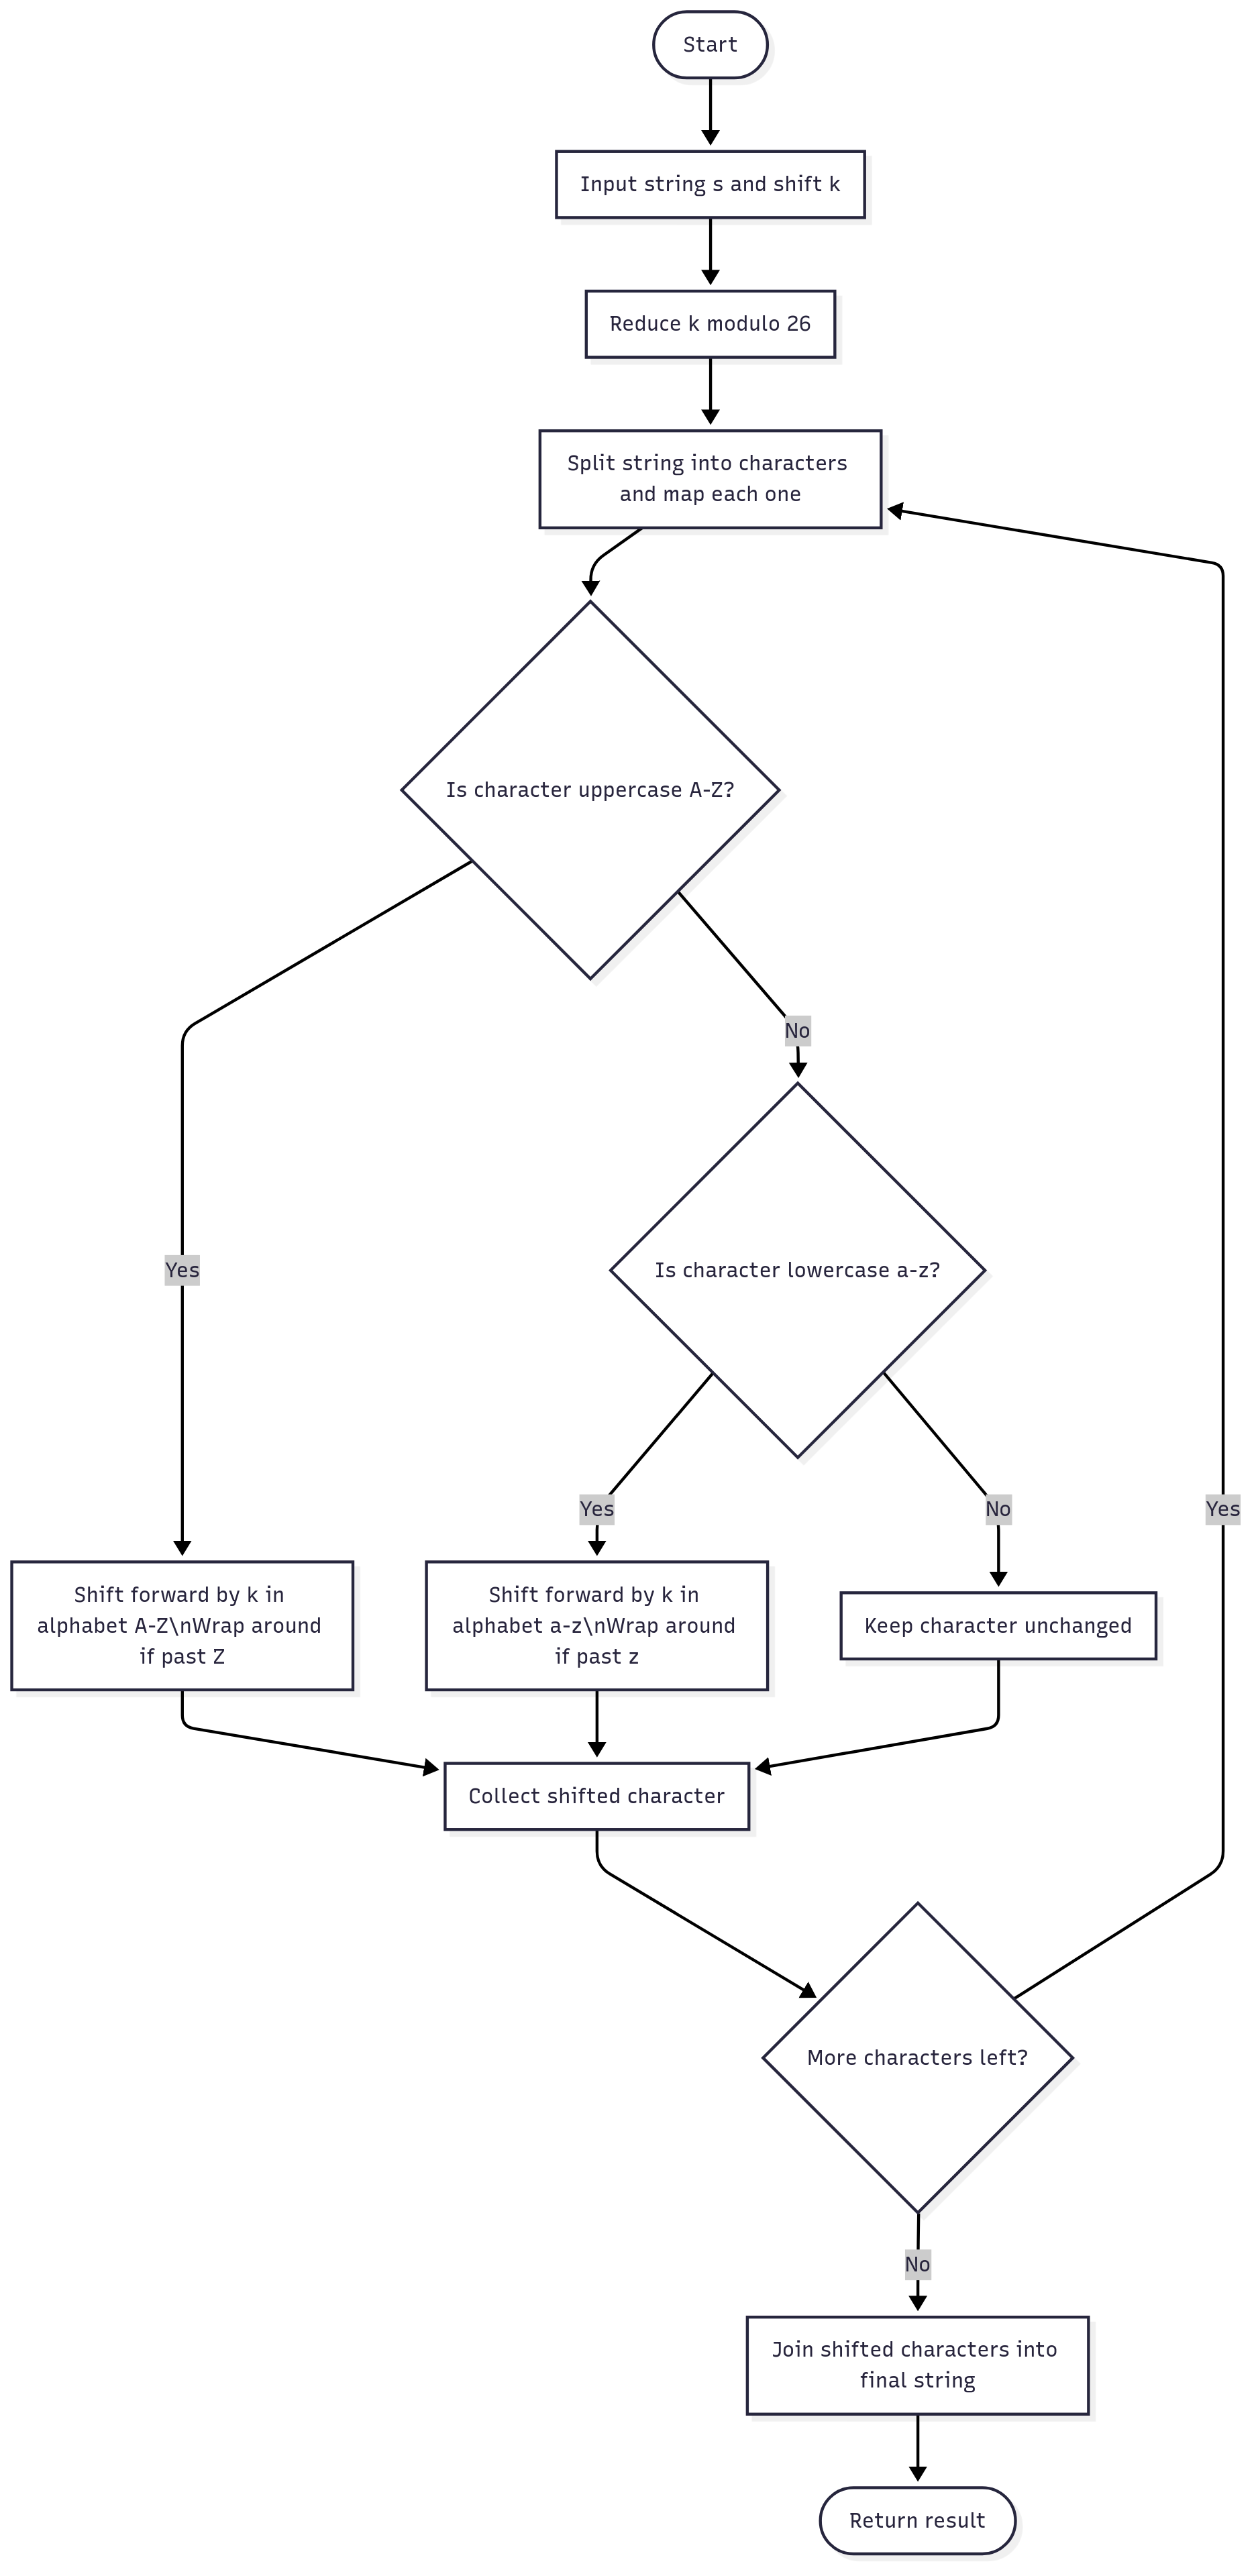 Start
Input string s and shift k
Reduce k modulo 26
Split string into characters
and map each one
Is character uppercase A-Z?
No
Yes
Is character lowercase a-z?
Yes
No
Yes
Shift forward by k in
alphabet A-Z\nWrap around
if past Z
Shift forward by k in
alphabet a-z\nWrap around
if past z
Keep character unchanged
Collect shifted character
More characters left?
No
Join shifted characters into
final string
Return result